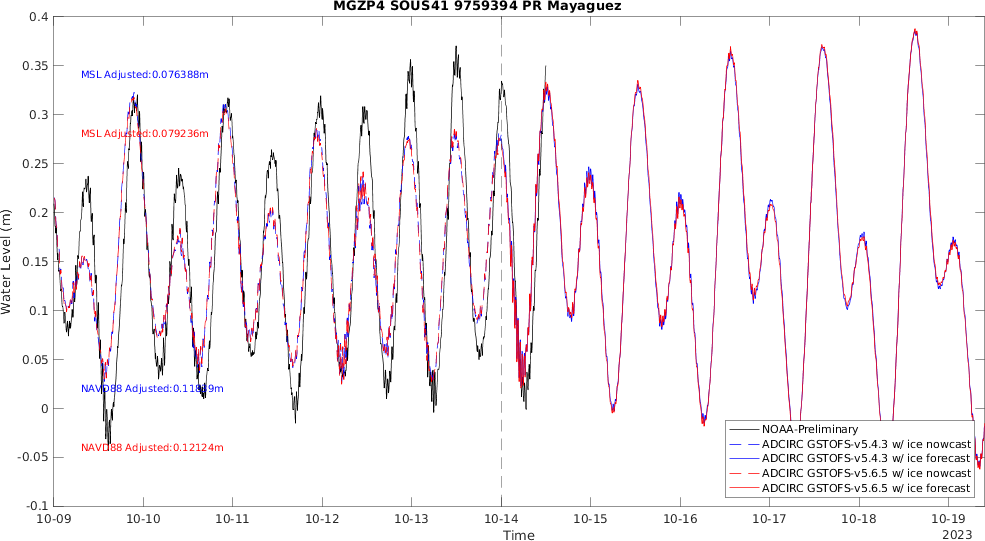 MGZP4 SOUS41 9759394 PR Mayaguez
0.4
0.35
0.3
0.25
0.2
0.15
0.1
0.05
0
-0.05
-0.1
Water Level (m)
MSL Adjusted:0.076388m
MSL Adjusted:0.079236m
NAVD88 Adjusted:
NAVD88 Adjusted:0.12124m
NOAA-Preliminary
ADCIRC GSTOFS-v5.4.3 w/ ice nowcast
ADCIRC GSTOFS-v5.4.3 w/ ice forecast
ADCIRC GSTOFS-v5.6.5 w/ ice nowcast
ADCIRC GSTOFS-v5.6.5 w/ ice forecast
10-09 10-10 10-11 10-12 10-13 10-14 10-15 10-16 10-17 10-18 10-19
Time
2023